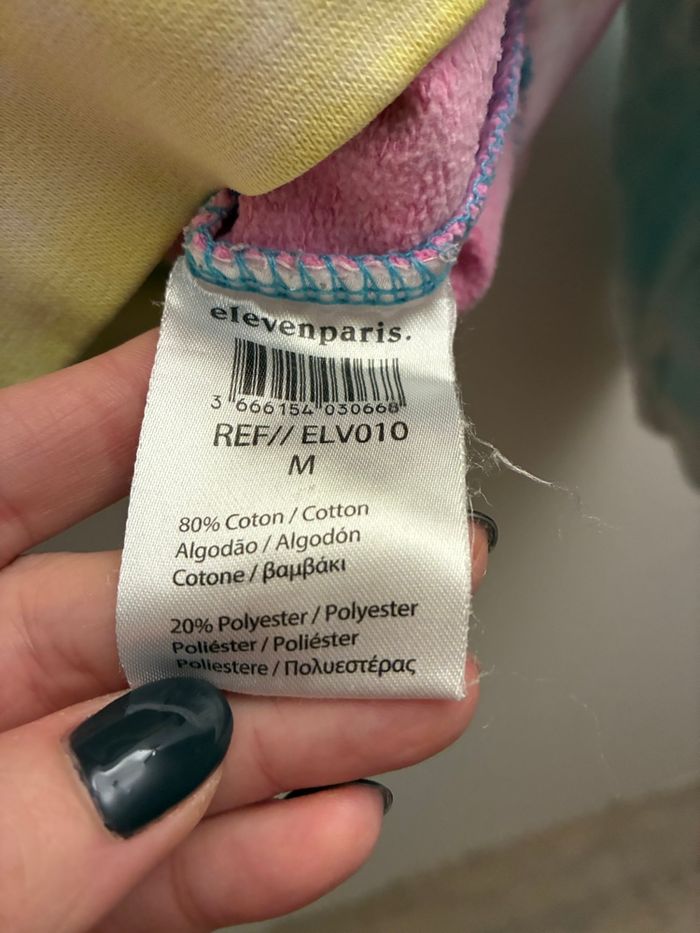 elevenparis.
3 666154 030668
REF// ELV010
M
80% Coton / Cotton
Algodão / Algodón
Cotone / βαμβάκι
20% Polyester / Polyester
Poliéster / Poliéster
Poliestere / Πολυεστέρας